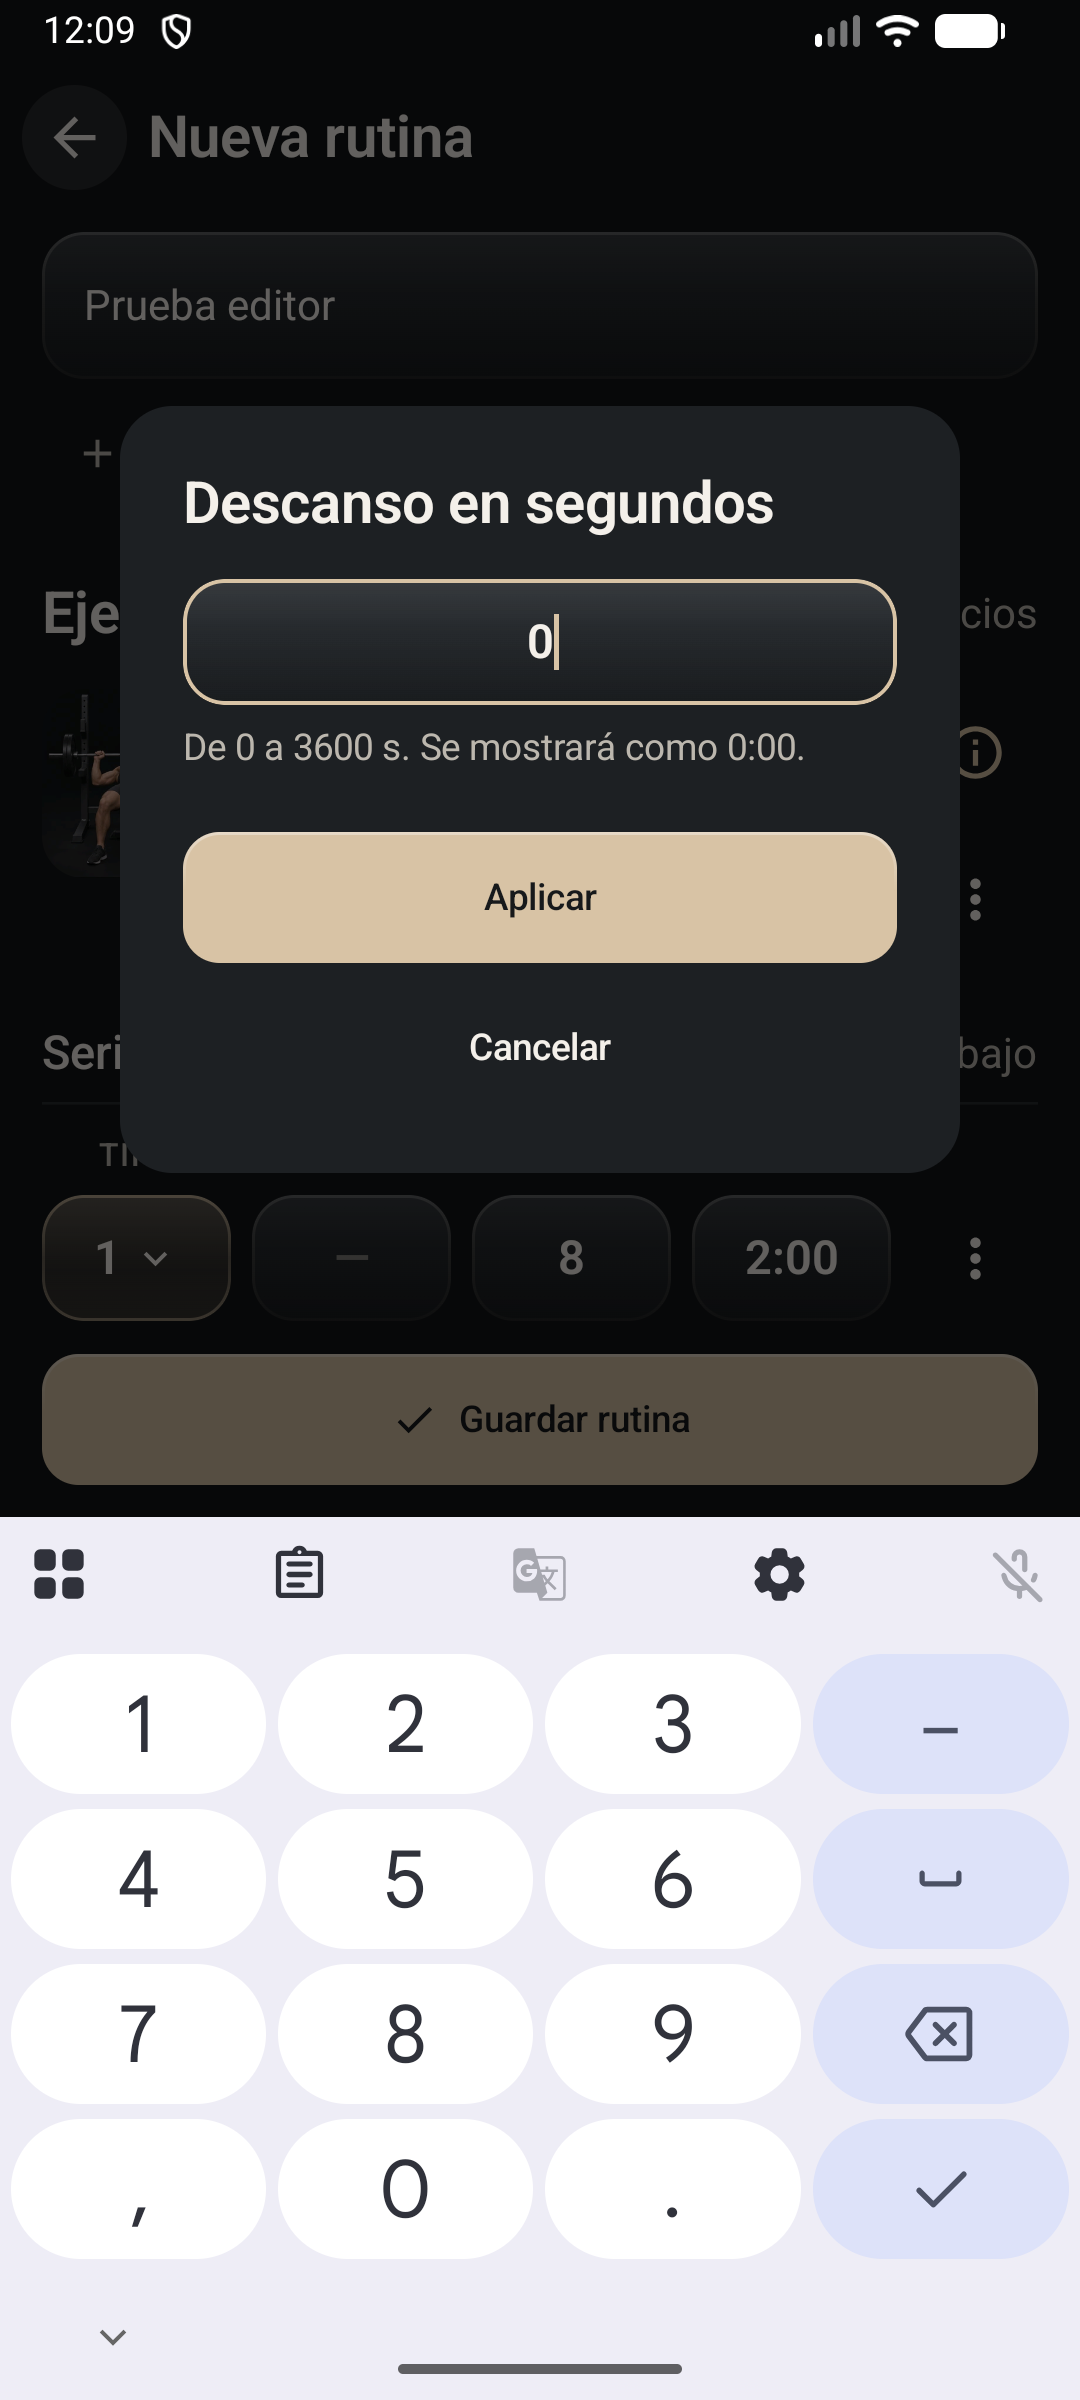 12:09
Nueva rutina
Prueba editor
+
Descanso en segundos
Eje
cios
0
De 0 a 3600 s. Se mostrará como 0:00.
Aplicar
Cancelar
Seri
bajo
1 — 8 2:00
Guardar rutina
1 2 3 –
4 5 6
7 8 9
, 0 .